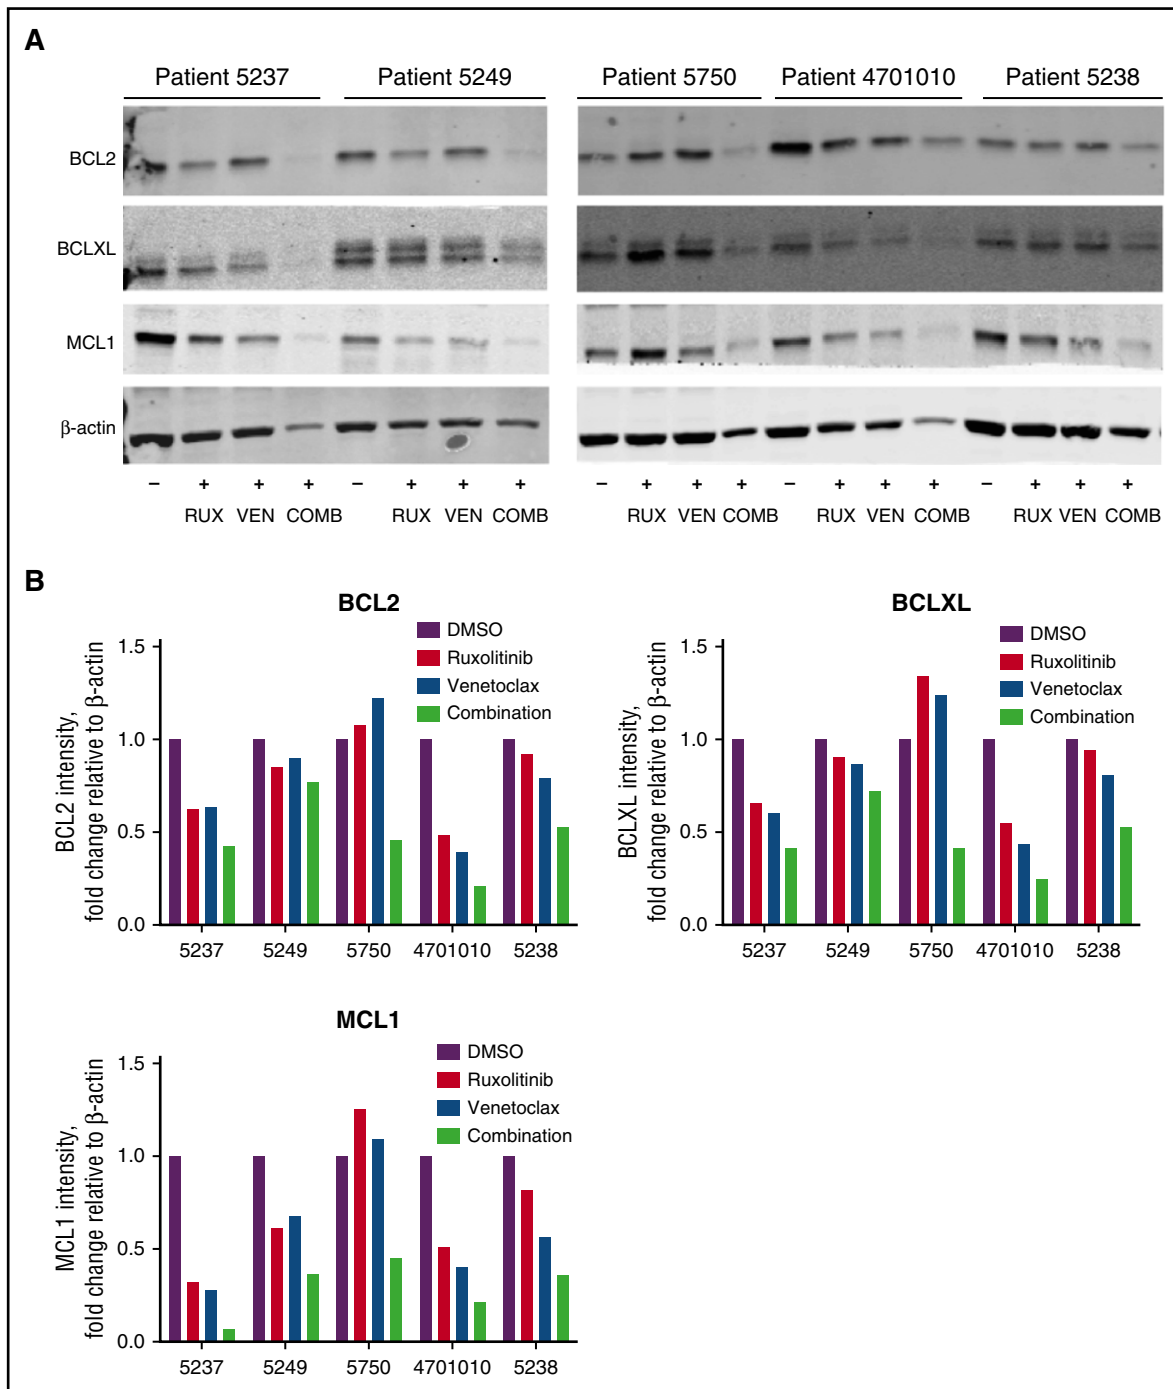 A
Patient 5237 Patient 5249 Patient 5750 Patient 4701010 Patient 5238
BCL2
BCLXL
MCL1
β-actin
– + + + – + + + – + + + – + + + – + + +
RUX VEN COMB RUX VEN COMB RUX VEN COMB RUX VEN COMB RUX VEN COMB
B
BCL2
DMSO
Ruxolitinib
Venetoclax
Combination
BCL2 intensity,
fold change relative to β-actin
1.5
1.0
0.5
0.0
5237 5249 5750 4701010 5238
BCLXL
DMSO
Ruxolitinib
Venetoclax
Combination
BCLXL intensity,
fold change relative to β-actin
1.5
1.0
0.5
0.0
5237 5249 5750 4701010 5238
MCL1
DMSO
Ruxolitinib
Venetoclax
Combination
MCL1 intensity,
fold change relative to β-actin
1.5
1.0
0.5
0.0
5237 5249 5750 4701010 5238